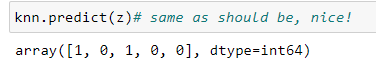 knn.predict(z)# same as should be, nice!
array([1, 0, 1, 0, 0], dtype=int64)